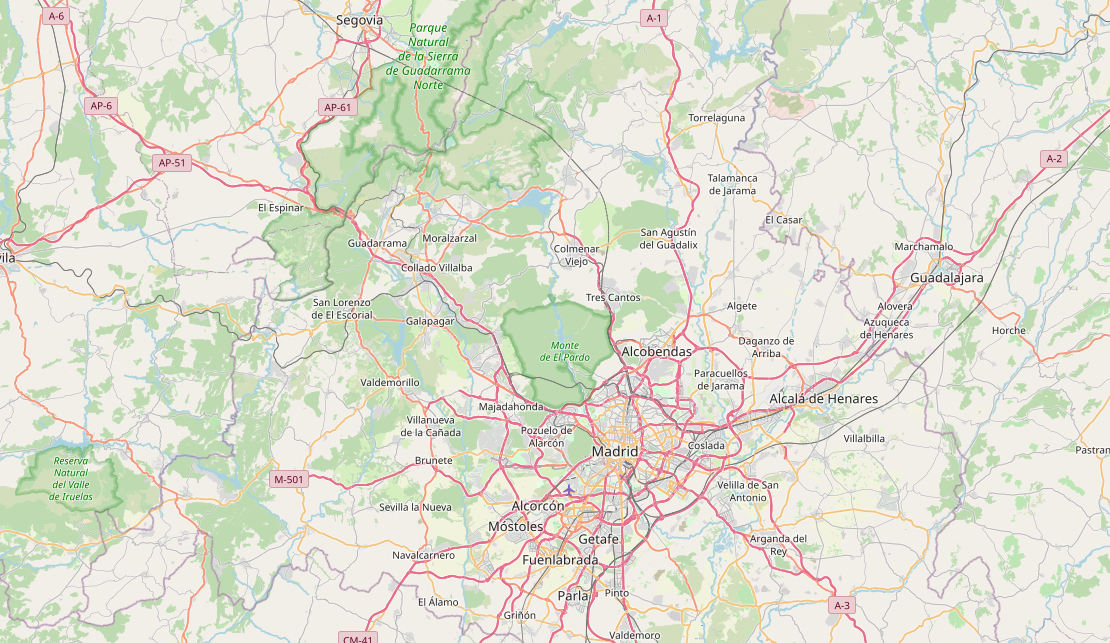 A-6
Segovia
A-1
Parque
Natural
de la Sierra
de Guadarrama
Norte
AP-6
AP-61
Torrelaguna
AP-51
A-2
Talamanca
de Jarama
El Espinar
El Casar
San Agustín
del Guadalix
Guadarrama
Moralzarzal
Colmenar
Viejo
Marchamalo
vila
Collado Villalba
Guadalajara
San Lorenzo
de El Escorial
Tres Cantos
Algete
Alovera
Galapagar
Azuqueca
de Henares
Horche
Monte
de El Pardo
Alcobendas
Daganzo de
Arriba
Valdemorillo
Paracuellos
de Jarama
Majadahonda
Alcalá de Henares
Villanueva
de la Cañada
Pozuelo de
Alarcón
Madrid
Coslada
Villalbilla
Pastran
Brunete
Reserva
Natural
del Valle
de Iruelas
M-501
Velilla de San
Antonio
Sevilla la Nueva
Alcorcón
Móstoles
Getafe
Arganda del
Rey
Navalcarnero
Fuenlabrada
Parla
Pinto
El Álamo
Griñón
A-3
CM-41
Valdemoro